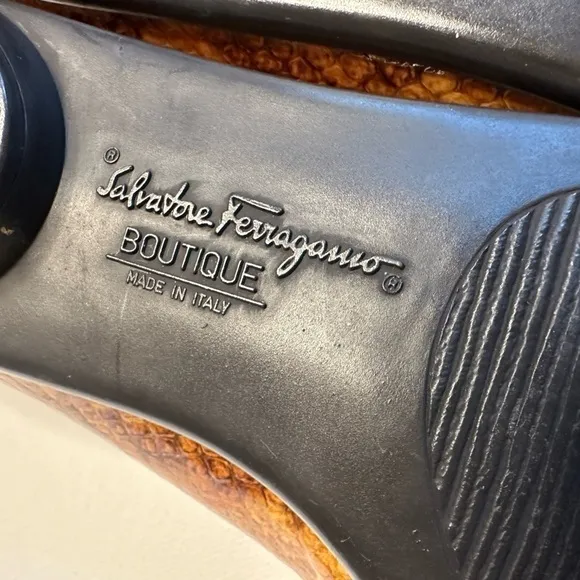 ® Salvatore Ferragamo ®
BOUTIQUE
MADE IN ITALY